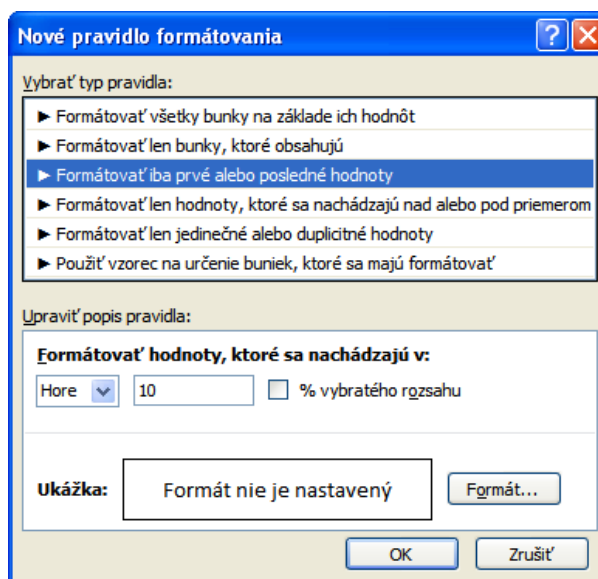 Nové pravidlo formátovania
Vybrať typ pravidla:
► Formátovať všetky bunky na základe ich hodnôt
► Formátovať len bunky, ktoré obsahujú
► Formátovať iba prvé alebo posledné hodnoty
► Formátovať len hodnoty, ktoré sa nachádzajú nad alebo pod priemerom
► Formátovať len jedinečné alebo duplicitné hodnoty
► Použiť vzorec na určenie buniek, ktoré sa majú formátovať
Upraviť popis pravidla:
Formátovať hodnoty, ktoré sa nachádzajú v:
Hore 10 % vybratého rozsahu
Ukážka: Formát nie je nastavený Formát...
OK Zrušiť